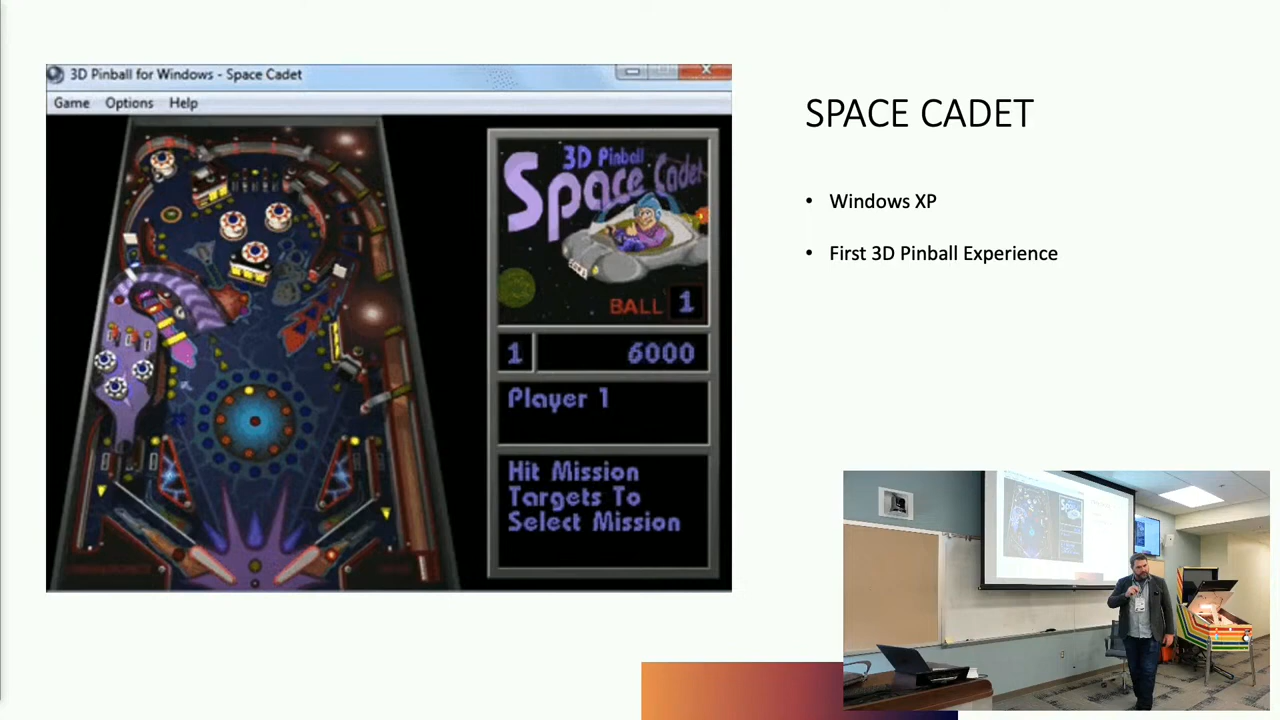 3D Pinball for Windows - Space Cadet
Game Options Help
3D Pinball
Space Cadet
BALL 1
1 6000
Player 1
Hit Mission
Targets To
Select Mission
SPACE CADET
• Windows XP
• First 3D Pinball Experience